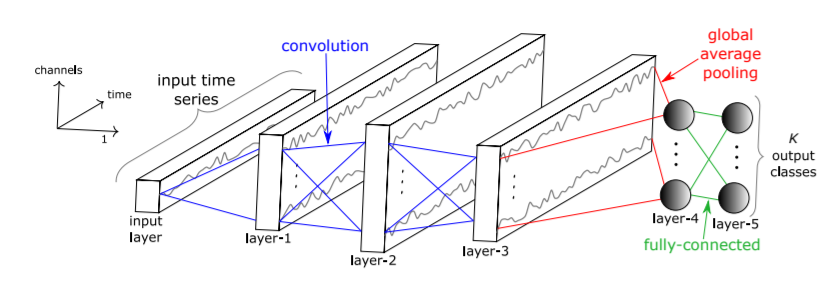 channels
time
1
input time
series
convolution
global
average
pooling
K
output
classes
input
layer
layer-1
layer-2
layer-3
layer-4
layer-5
fully-connected